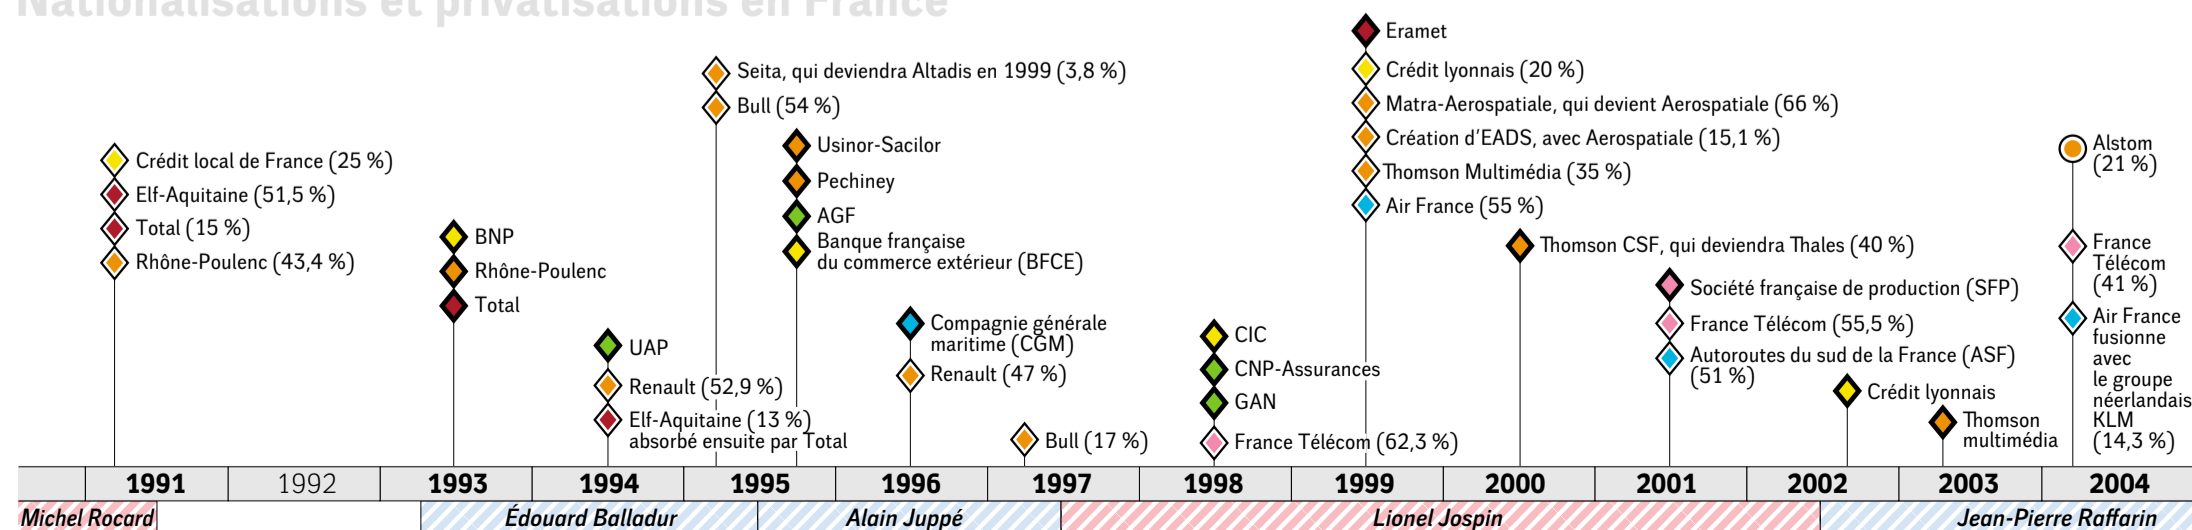 Nationalisations et privatisations en France
Crédit local de France (25 %)
Elf-Aquitaine (51,5 %)
Total (15 %)
Rhône-Poulenc (43,4 %)
BNP
Rhône-Poulenc
Total
UAP
Renault (52,9 %)
Elf-Aquitaine (13 %)
absorbé ensuite par Total
Seita, qui deviendra Altadis en 1999 (3,8 %)
Bull (54 %)
Usinor-Sacilor
Pechiney
AGF
Banque française
du commerce extérieur (BFCE)
Compagnie générale
maritime (CGM)
Renault (47 %)
Bull (17 %)
CIC
CNP-Assurances
GAN
France Télécom (62,3 %)
Eramet
Crédit lyonnais (20 %)
Matra-Aerospatiale, qui devient Aerospatiale (66 %)
Création d'EADS, avec Aerospatiale (15,1 %)
Thomson Multimédia (35 %)
Air France (55 %)
Thomson CSF, qui deviendra Thales (40 %)
Société française de production (SFP)
France Télécom (55,5 %)
Autoroutes du sud de la France (ASF)
(51 %)
Crédit lyonnais
Thomson
multimédia
Alstom
(21 %)
France
Télécom
(41 %)
Air France
fusionne
avec
le groupe
néerlandais
KLM
(14,3 %)
1991 1992 1993 1994 1995 1996 1997 1998 1999 2000 2001 2002 2003 2004
Michel Rocard Édouard Balladur Alain Juppé Lionel Jospin Jean-Pierre Raffarin